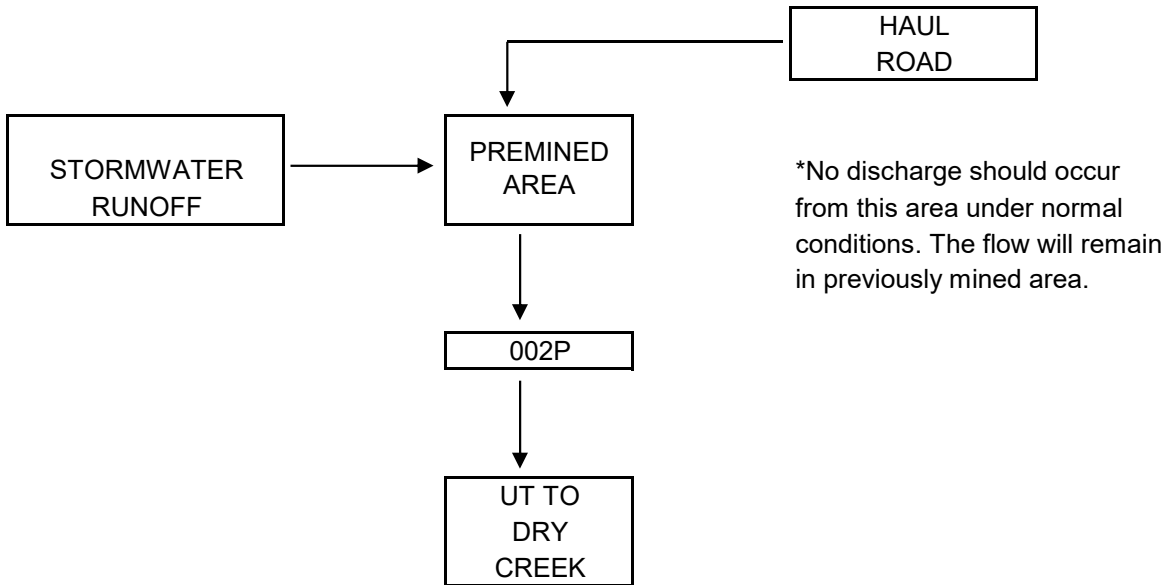 HAUL
ROAD
STORMWATER
RUNOFF
PREMINED
AREA
*No discharge should occur
from this area under normal
conditions. The flow will remain
in previously mined area.
002P
UT TO
DRY
CREEK